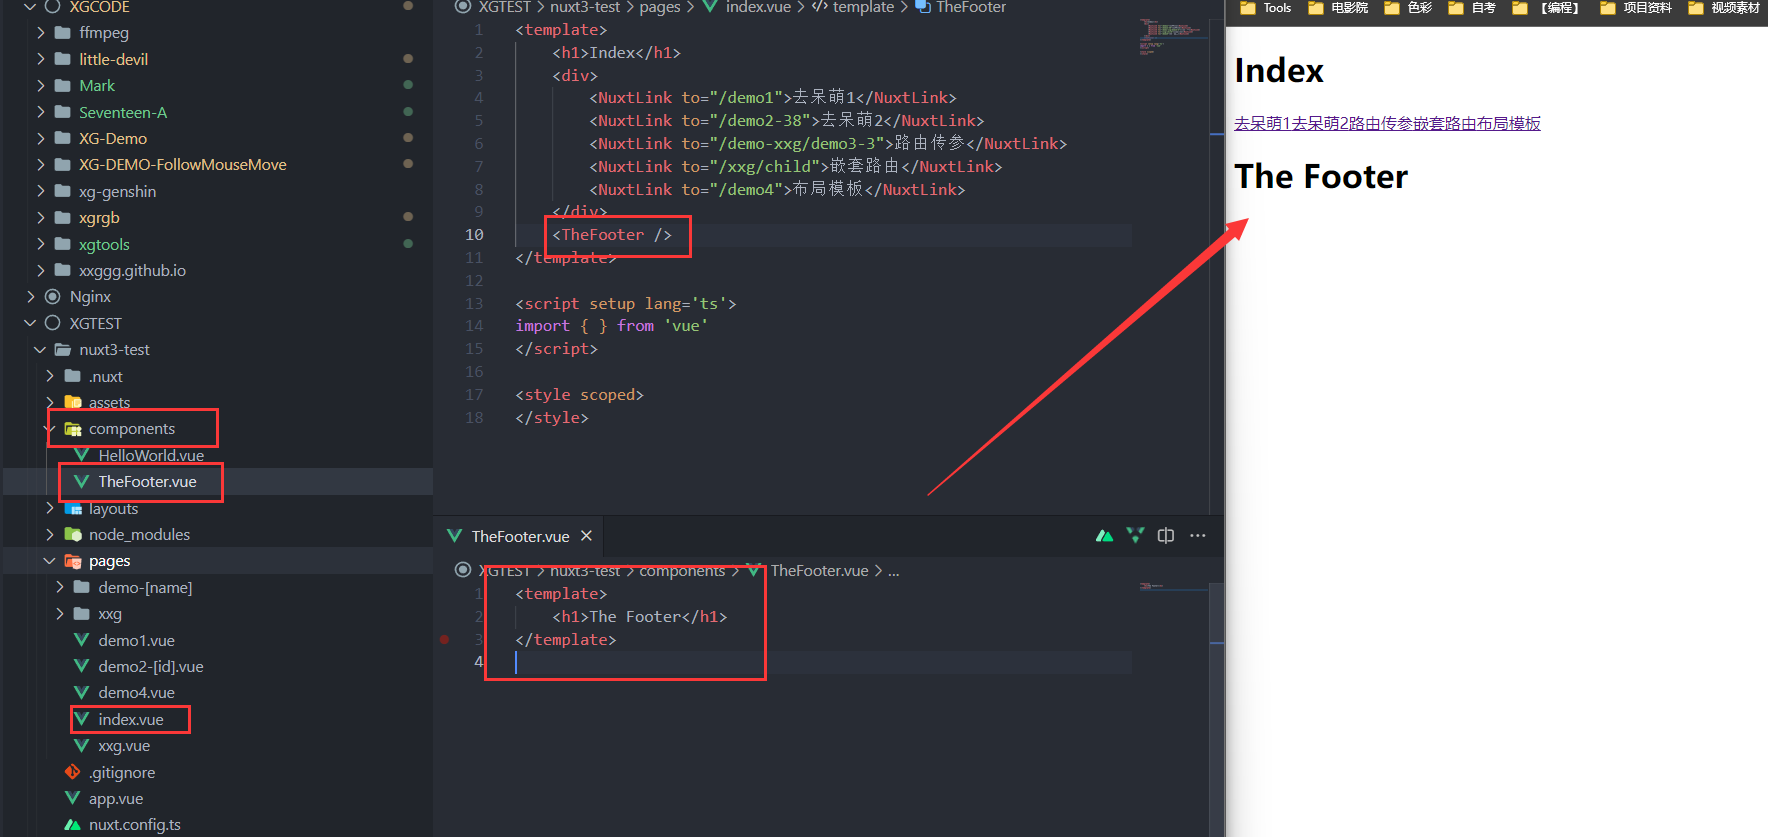 XGCODE
ffmpeg
little-devil
Mark
Seventeen-A
XG-Demo
XG-DEMO-FollowMouseMove
xg-genshin
xgrgb
xgtools
xxggg.github.io
Nginx
XGTEST
nuxt3-test
.nuxt
assets
components
HelloWorld.vue
TheFooter.vue
layouts
node_modules
pages
demo-[name]
xxg
demo1.vue
demo2-[id].vue
demo4.vue
index.vue
xxg.vue
.gitignore
app.vue
nuxt.config.ts
XGTEST > nuxt3-test > pages > index.vue > </> template > TheFooter
1 <template>
2 <h1>Index</h1>
3 <div>
4 <NuxtLink to="/demo1">去呆萌1</NuxtLink>
5 <NuxtLink to="/demo2-38">去呆萌2</NuxtLink>
6 <NuxtLink to="/demo-xxg/demo3-3">路由传参</NuxtLink>
7 <NuxtLink to="/xxg/child">嵌套路由</NuxtLink>
8 <NuxtLink to="/demo4">布局模板</NuxtLink>
9 </div>
10 <TheFooter />
11 </template>
12
13 <script setup lang='ts'>
14 import { } from 'vue'
15 </script>
16
17 <style scoped>
18 </style>
TheFooter.vue
XGTEST > nuxt3-test > components > TheFooter.vue > ...
1 <template>
2 <h1>The Footer</h1>
3 </template>
4
Tools 电影院 色彩 自考 【编程】 项目资料 视频素材
Index
去呆萌1去呆萌2路由传参嵌套路由布局模板
The Footer